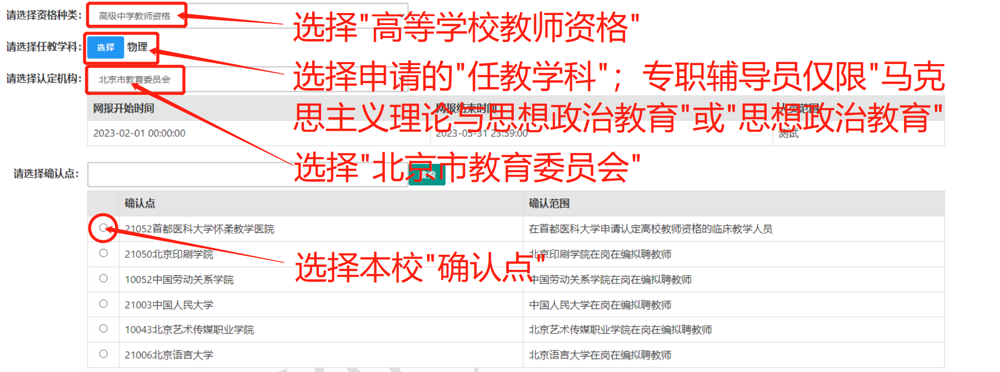 请选择资格种类：
高级中学教师资格
选择"高等学校教师资格"
请选择任教学科：
选择 物理
选择申请的"任教学科"；专职辅导员仅限"马克
思主义理论与思想政治教育"或"思想政治教育"
请选择认定机构：
北京市教育委员会
网报开始时间 网报结束时间 人员范围
2023-02-01 00:00:00 2023-05-31 23:59:00 测试
选择"北京市教育委员会"
请选择确认点：
搜索
确认点 确认范围
21052首都医科大学怀柔教学医院 在首都医科大学申请认定高校教师资格的临床教学人员
21050北京印刷学院 北京印刷学院在岗在编拟聘教师
选择本校"确认点"
10052中国劳动关系学院 中国劳动关系学院在岗在编拟聘教师
21003中国人民大学 中国人民大学在岗在编拟聘教师
10043北京艺术传媒职业学院 北京艺术传媒职业学院在岗在编拟聘教师
21006北京语言大学 北京语言大学在岗在编拟聘教师